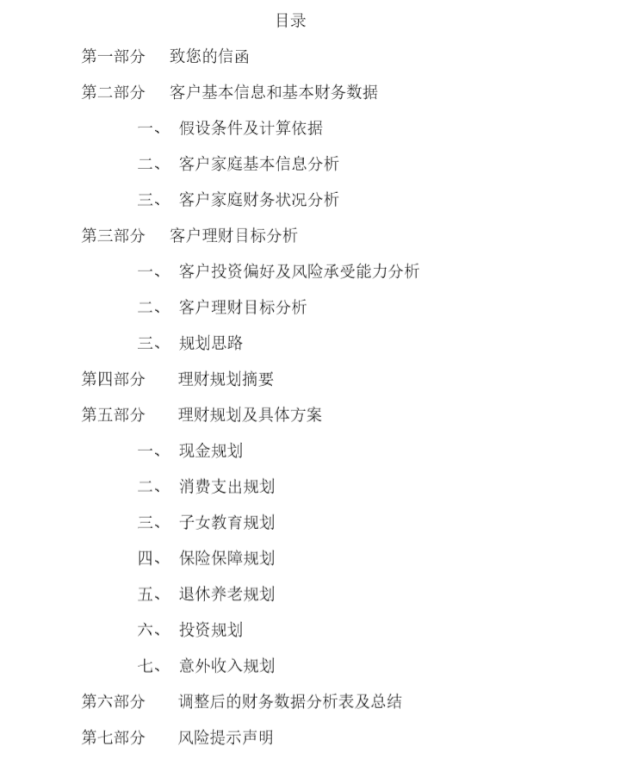 目录
第一部分 致您的信函
第二部分 客户基本信息和基本财务数据
一、 假设条件及计算依据
二、 客户家庭基本信息分析
三、 客户家庭财务状况分析
第三部分 客户理财目标分析
一、 客户投资偏好及风险承受能力分析
二、 客户理财目标分析
三、 规划思路
第四部分 理财规划摘要
第五部分 理财规划及具体方案
一、 现金规划
二、 消费支出规划
三、 子女教育规划
四、 保险保障规划
五、 退休养老规划
六、 投资规划
七、 意外收入规划
第六部分 调整后的财务数据分析表及总结
第七部分 风险提示声明